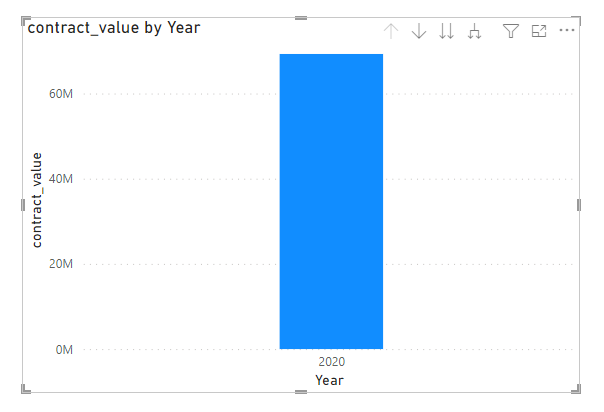 contract_value by Year
contract_value
60M
40M
20M
0M
2020
Year